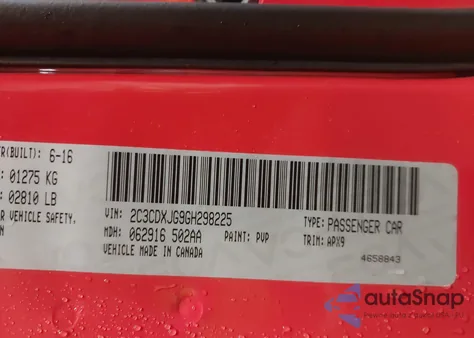 R(BUILT): 6-16
: 01275 KG
: 02810 LB
R VEHICLE SAFETY.
N
VIN: 2C3CDXJG9GH298225
TYPE: PASSENGER CAR
MDH: 062916 502AA PAINT: PVP TRIM: APX9
VEHICLE MADE IN CANADA
4658843
autoShap